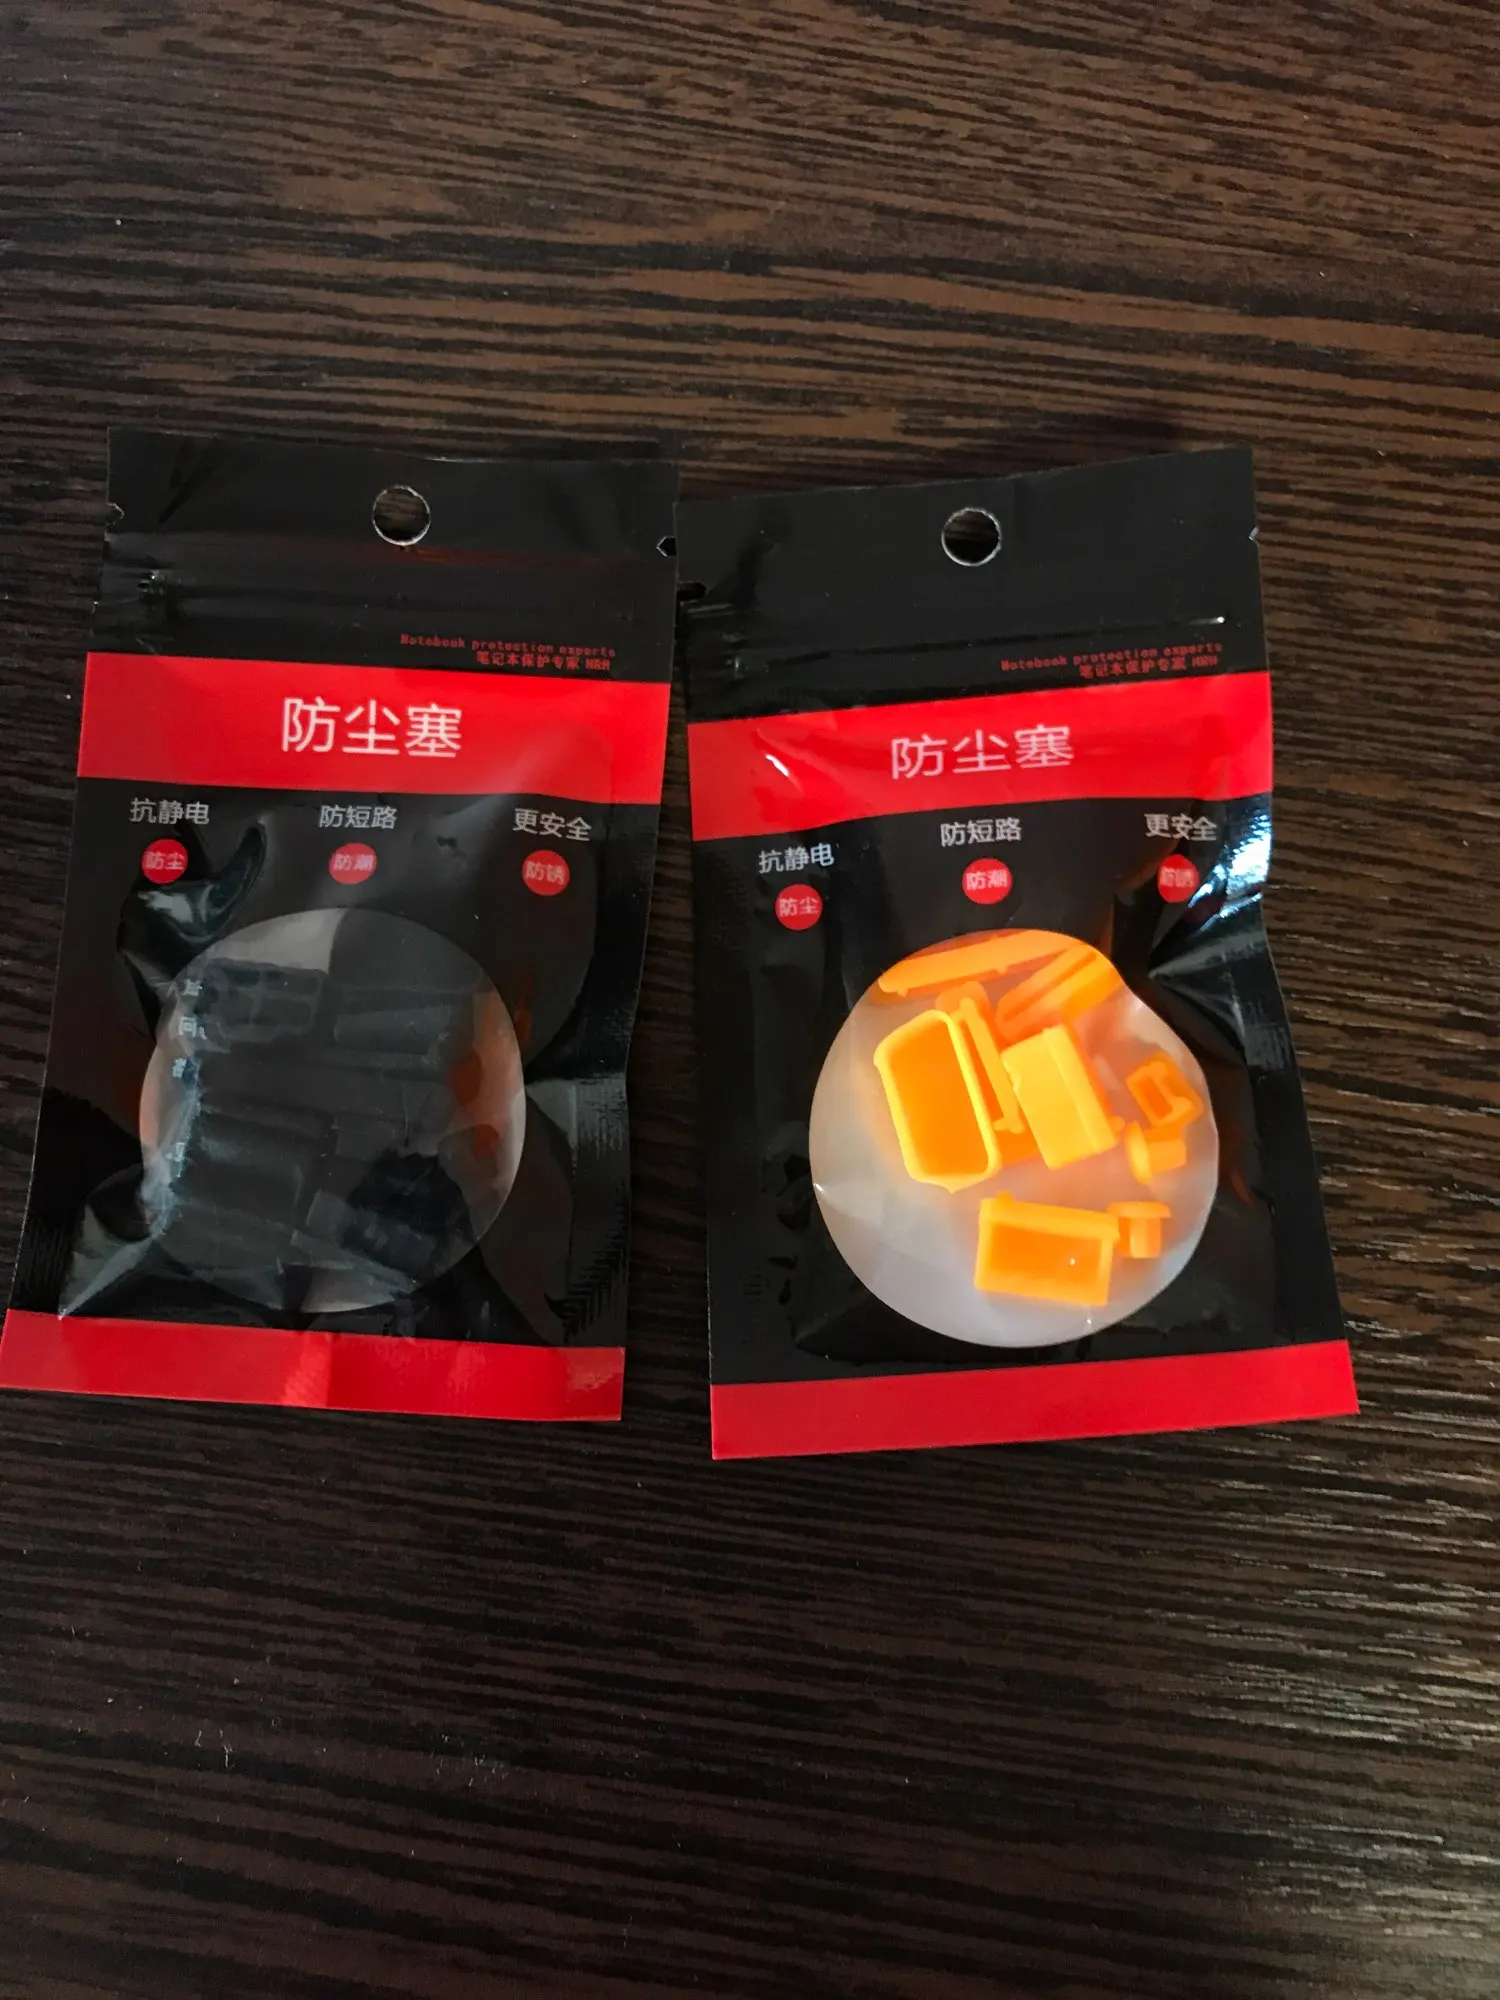 Notebook protection experts
笔记本保护专家 NRH
防尘塞
抗静电 防短路 更安全
防尘 防潮 防锈
Notebook protection experts
笔记本保护专家 NRH
防尘塞
抗静电 防短路 更安全
防尘 防潮 防锈